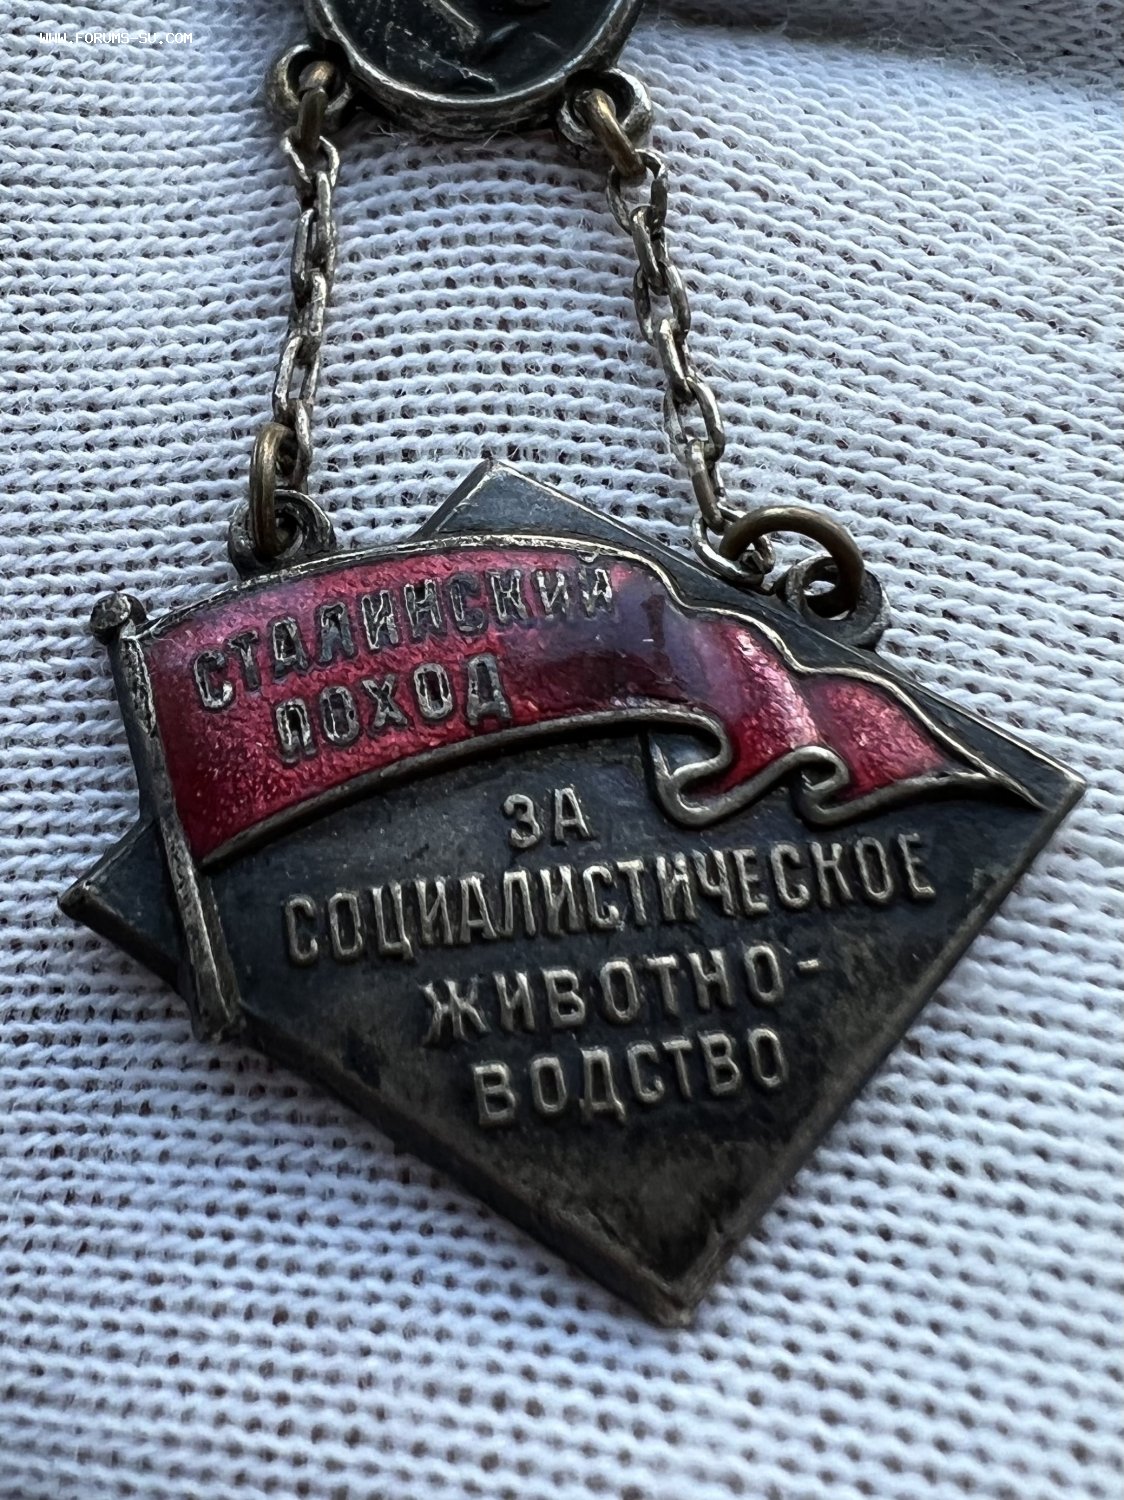 WWW.FORUMS-SU.COM
СТАЛИНСКИЙ
ПОХОД
ЗА
СОЦИАЛИСТИЧЕСКОЕ
ЖИВОТНО-
ВОДСТВО